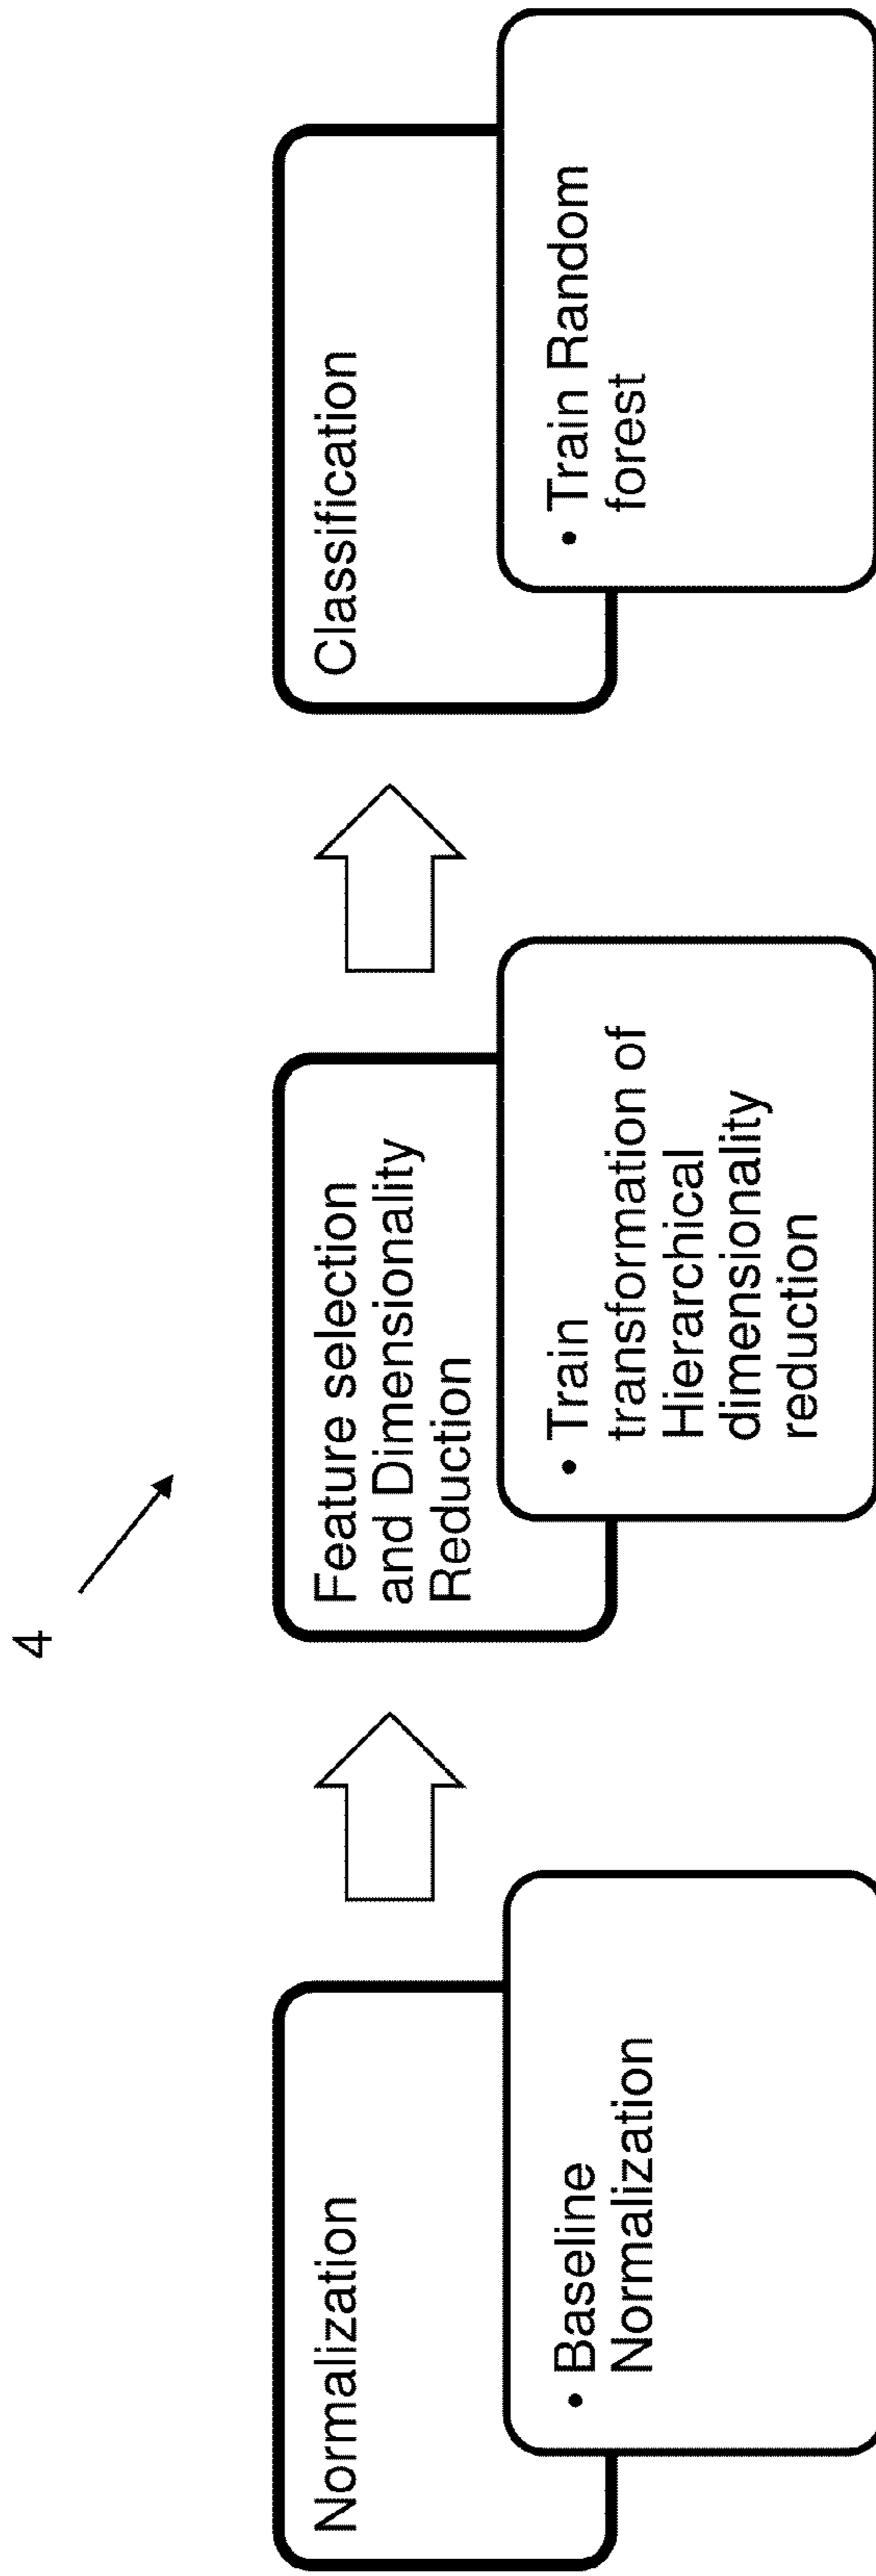 4
Normalization
• Baseline
Normalization
Feature selection
and Dimensionality
Reduction
• Train
transformation of
Hierarchical
dimensionality
reduction
Classification
• Train Random
forest